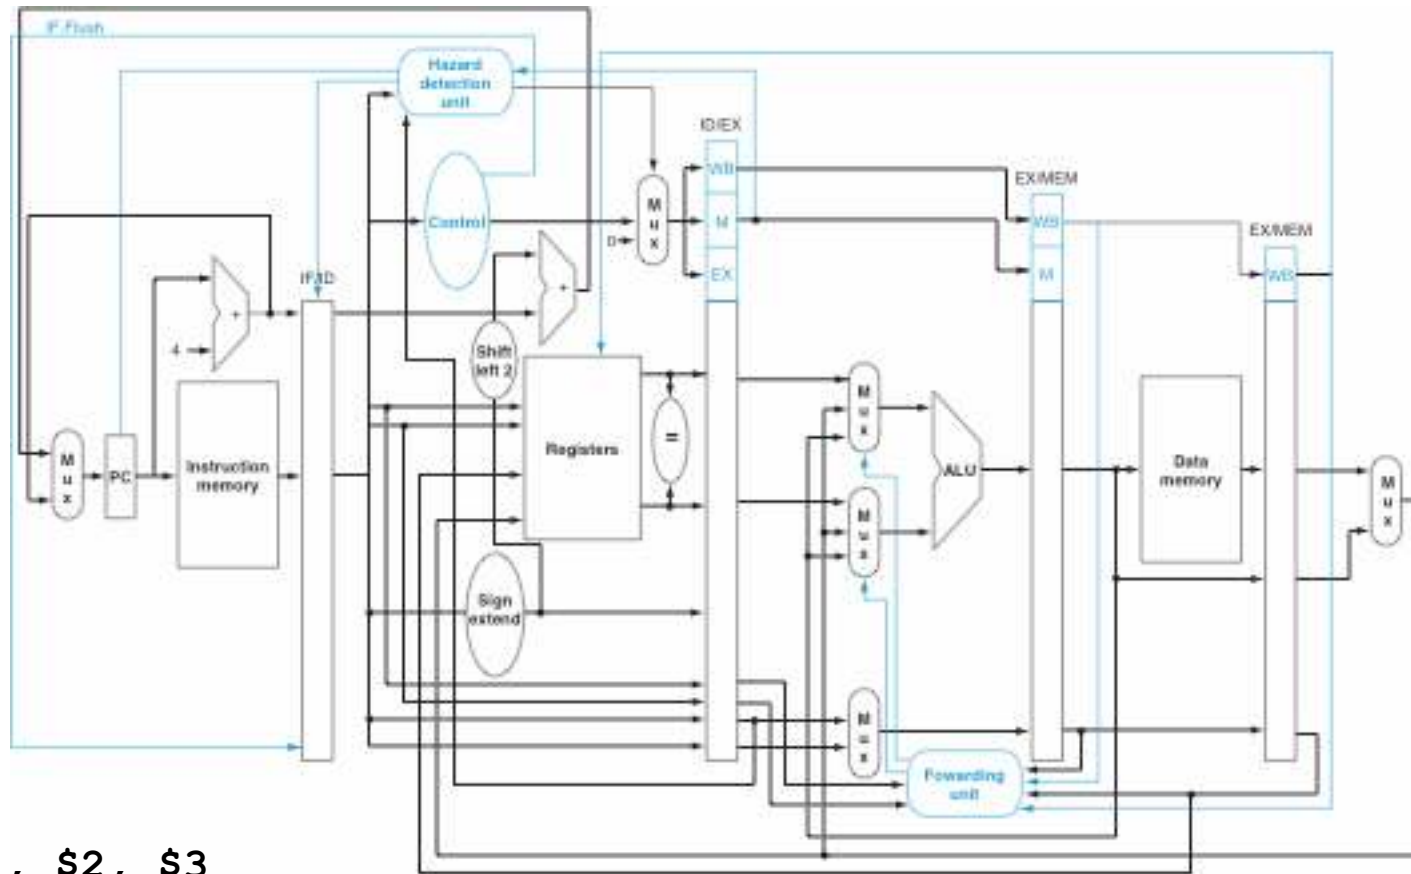 IF.Flush
Hazard
detection
unit
ID/EX
WB
EX/MEM
M
u
x
Control
M
0
WB
EX/MEM
EX
M
WB
IF/ID
+
+
4
Shift
left 2
M
u
x
Registers
=
M
u
x
PC
Instruction
memory
ALU
Data
memory
M
u
x
M
u
x
Sign
extend
M
u
x
Fowarding
unit
, $2, $3